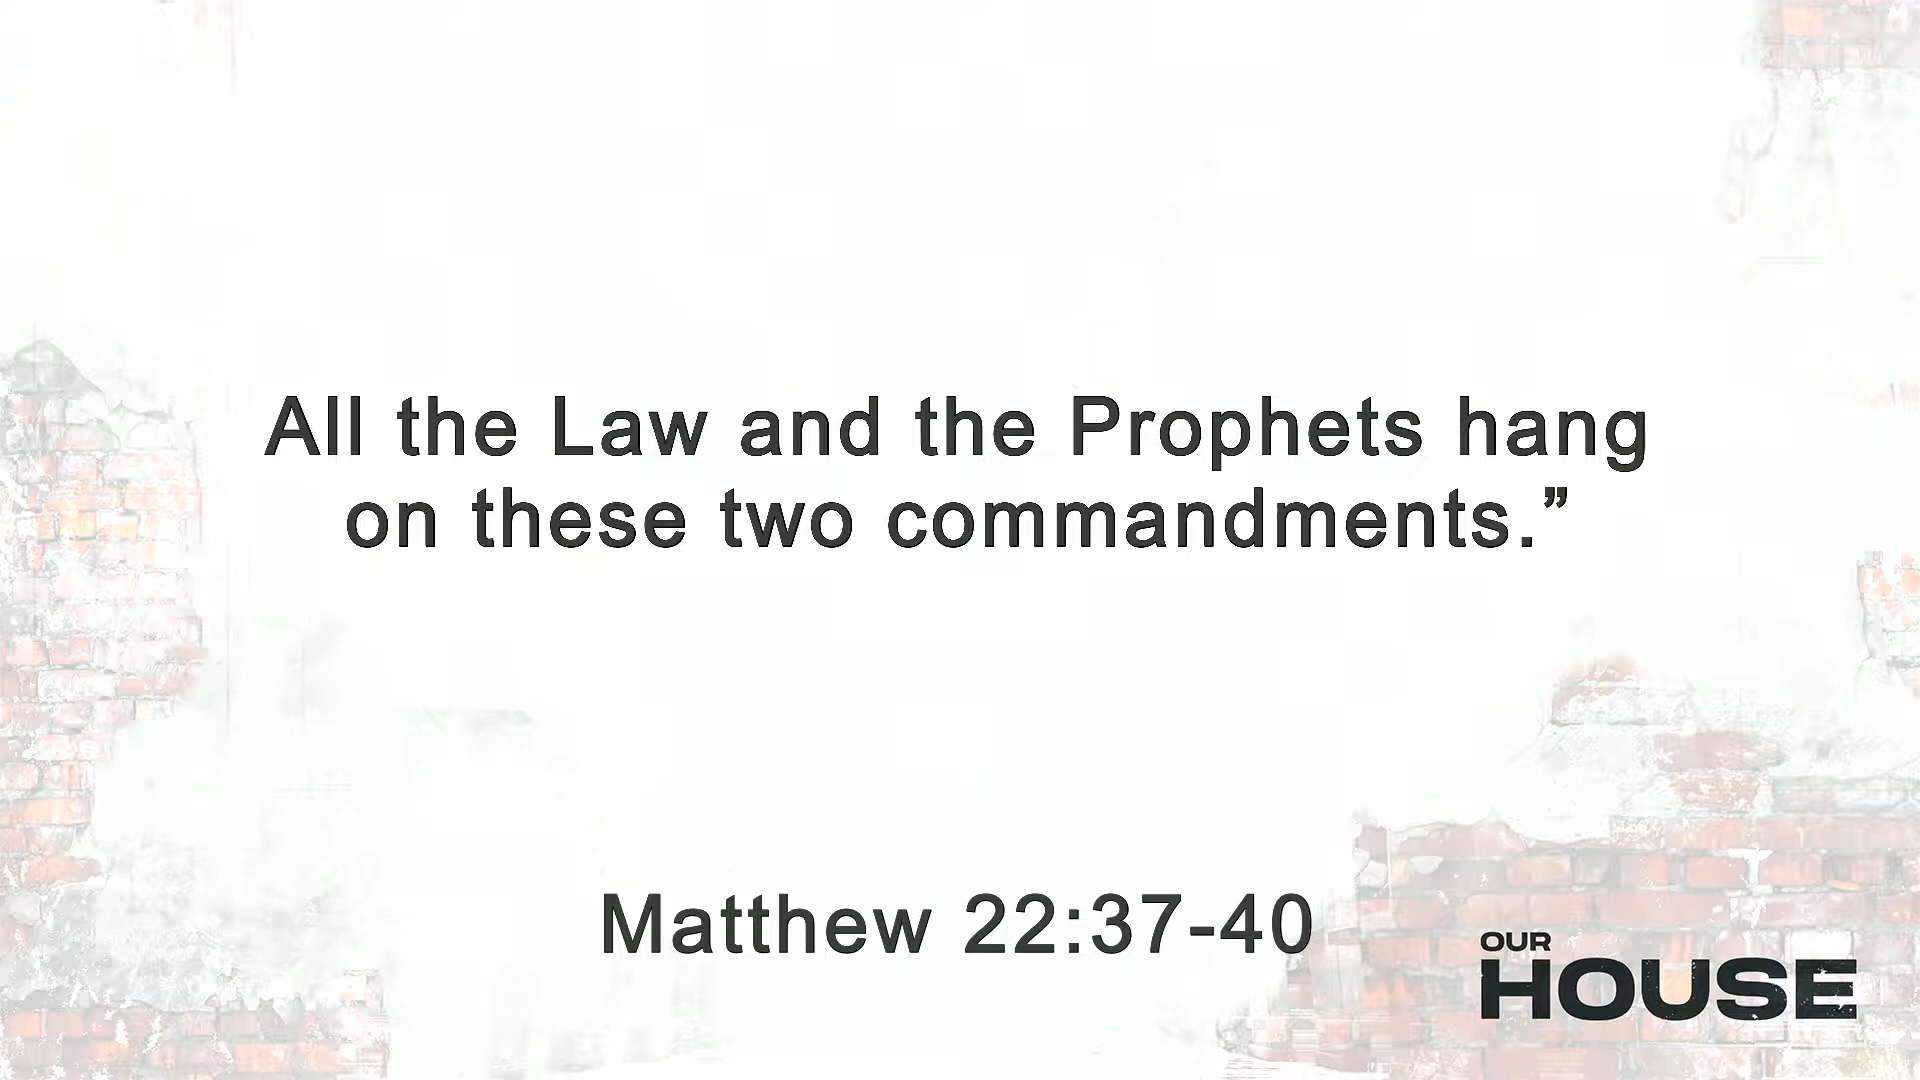 All the Law and the Prophets hang
on these two commandments.”
Matthew 22:37-40
OUR
HOUSE